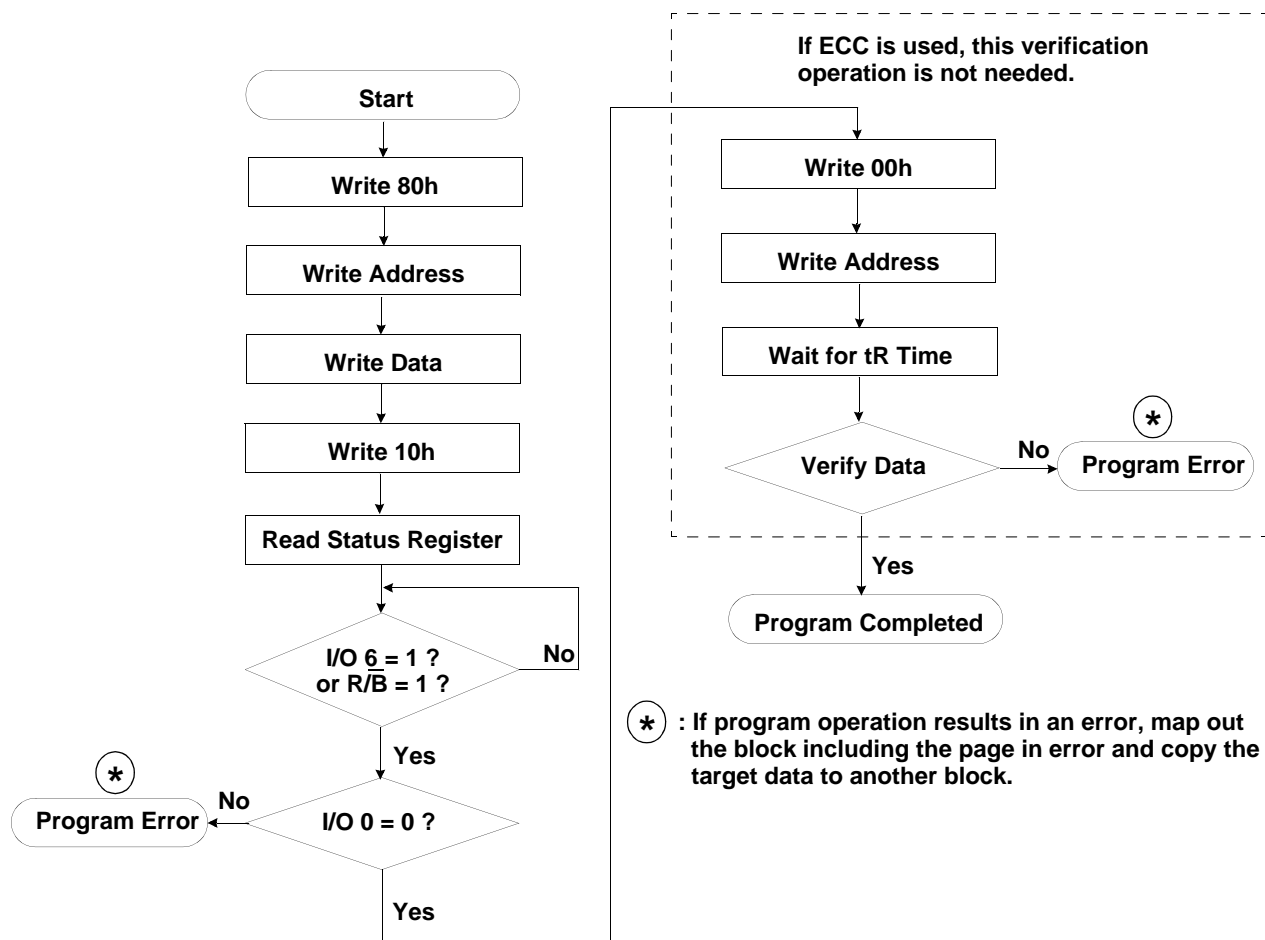 Start
Write 80h
Write Address
Write Data
Write 10h
Read Status Register
I/O 6 = 1 ?
or R/B̅ = 1 ?
No
Yes
*
No
Program Error
I/O 0 = 0 ?
Yes
If ECC is used, this verification
operation is not needed.
Write 00h
Write Address
Wait for tR Time
*
Verify Data
No
Program Error
Yes
Program Completed
* : If program operation results in an error, map out
the block including the page in error and copy the
target data to another block.